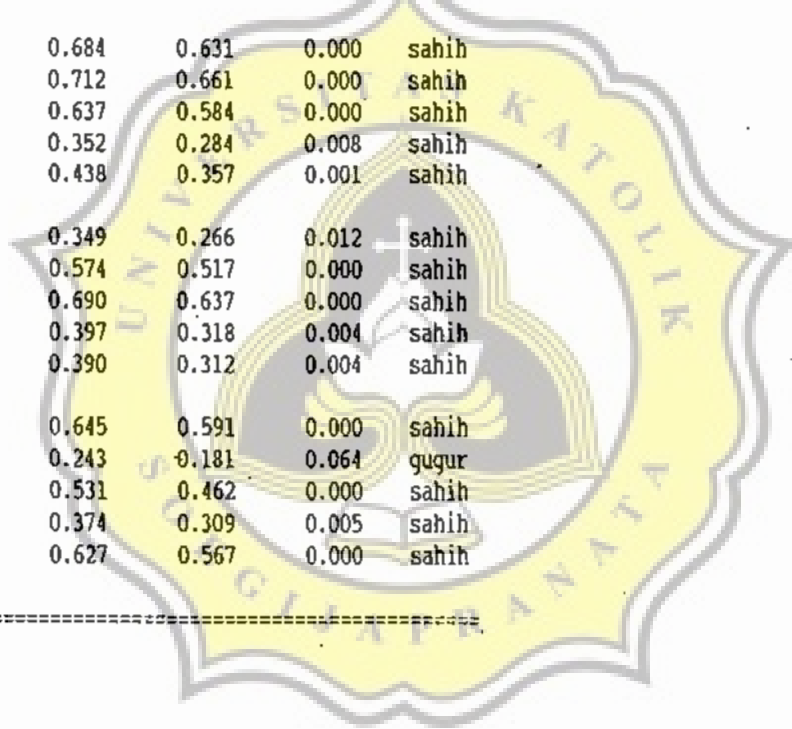 0.684 0.631 0.000 sahih
0.712 0.661 0.000 sahih
0.637 0.584 0.000 sahih
0.352 0.284 0.008 sahih
0.438 0.357 0.001 sahih
0.349 0.266 0.012 sahih
0.574 0.517 0.000 sahih
0.690 0.637 0.000 sahih
0.397 0.318 0.004 sahih
0.390 0.312 0.004 sahih
0.645 0.591 0.000 sahih
0.243 0.181 0.064 gugur
0.531 0.462 0.000 sahih
0.374 0.309 0.005 sahih
0.627 0.567 0.000 sahih
UNIVERSITAS KATOLIK
SOEGIJAPRANATA